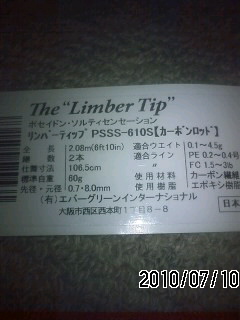 The "Limber Tip"
ポセイドン・ソルティセンセーション
リンバーティップ PSSS-610S【カーボンロッド】
全長 2.08m(6ft10in) 適合ウエイト 0.1~4.5g
継数 2本 適合ライン PE 0.2~0.4号
仕舞寸法 106.5cm 〃 FC 1.5~3lb
標準自重 60g 使用材料 カーボン繊維
先径・元径 0.7・8.0mm 使用樹脂 エポキシ樹脂
(有)エバーグリーンインターナショナル
大阪市西区西本町1丁目8-8
日本
2010/07/10